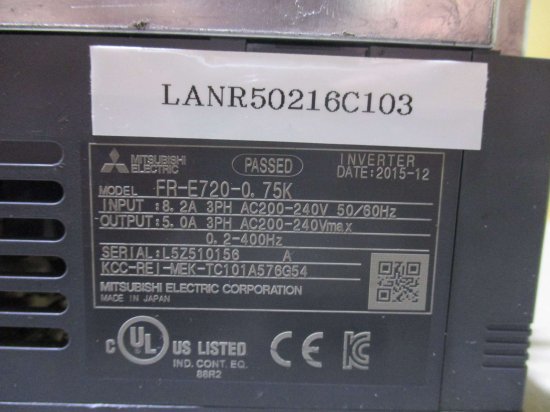 LANR50216C103
MITSUBISHI ELECTRIC
PASSED
INVERTER
DATE:2015-12
MODEL FR-E720-0.75K
INPUT :8.2A 3PH AC200-240V 50/60Hz
OUTPUT:5.0A 3PH AC200-240Vmax
0.2-400Hz
SERIAL:L5Z510156 A
KCC-REI-MEK-TC101A576G54
MITSUBISHI ELECTRIC CORPORATION
MADE IN JAPAN
C UL US LISTED
IND. CONT. EQ.
88R2
CE